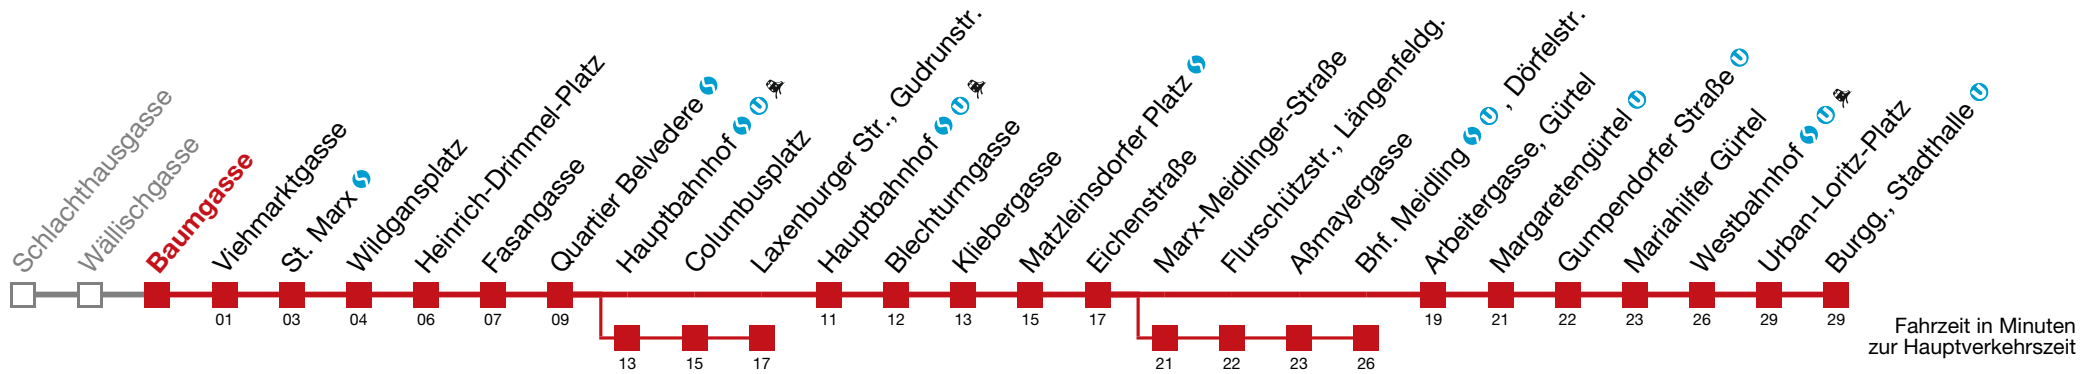 Schlachthausgasse
Wällischgasse
Baumgasse
Viehmarktgasse
St. Marx
Wildgansplatz
Heinrich-Drimmel-Platz
Fasangasse
Quartier Belvedere
Hauptbahnhof
Columbusplatz
Laxenburger Str., Gudrunstr.
Hauptbahnhof
Blechturmgasse
Kliebergasse
Matzleinsdorfer Platz
Eichenstraße
Marx-Meidlinger-Straße
Flurschützstr., Längenfeldg.
Aßmayergasse
Bhf. Meidling S U , Dörfelstr.
Arbeitergasse, Gürtel
Margaretengürtel U
Gumpendorfer Straße U
Mariahilfer Gürtel
Westbahnhof S U
Urban-Loritz-Platz
Burgg., Stadthalle U
01 03 04 06 07 09 11 12 13 15 17 19 21 22 23 26 29 29
13 15 17 21 22 23 26
Fahrzeit in Minuten
zur Hauptverkehrszeit